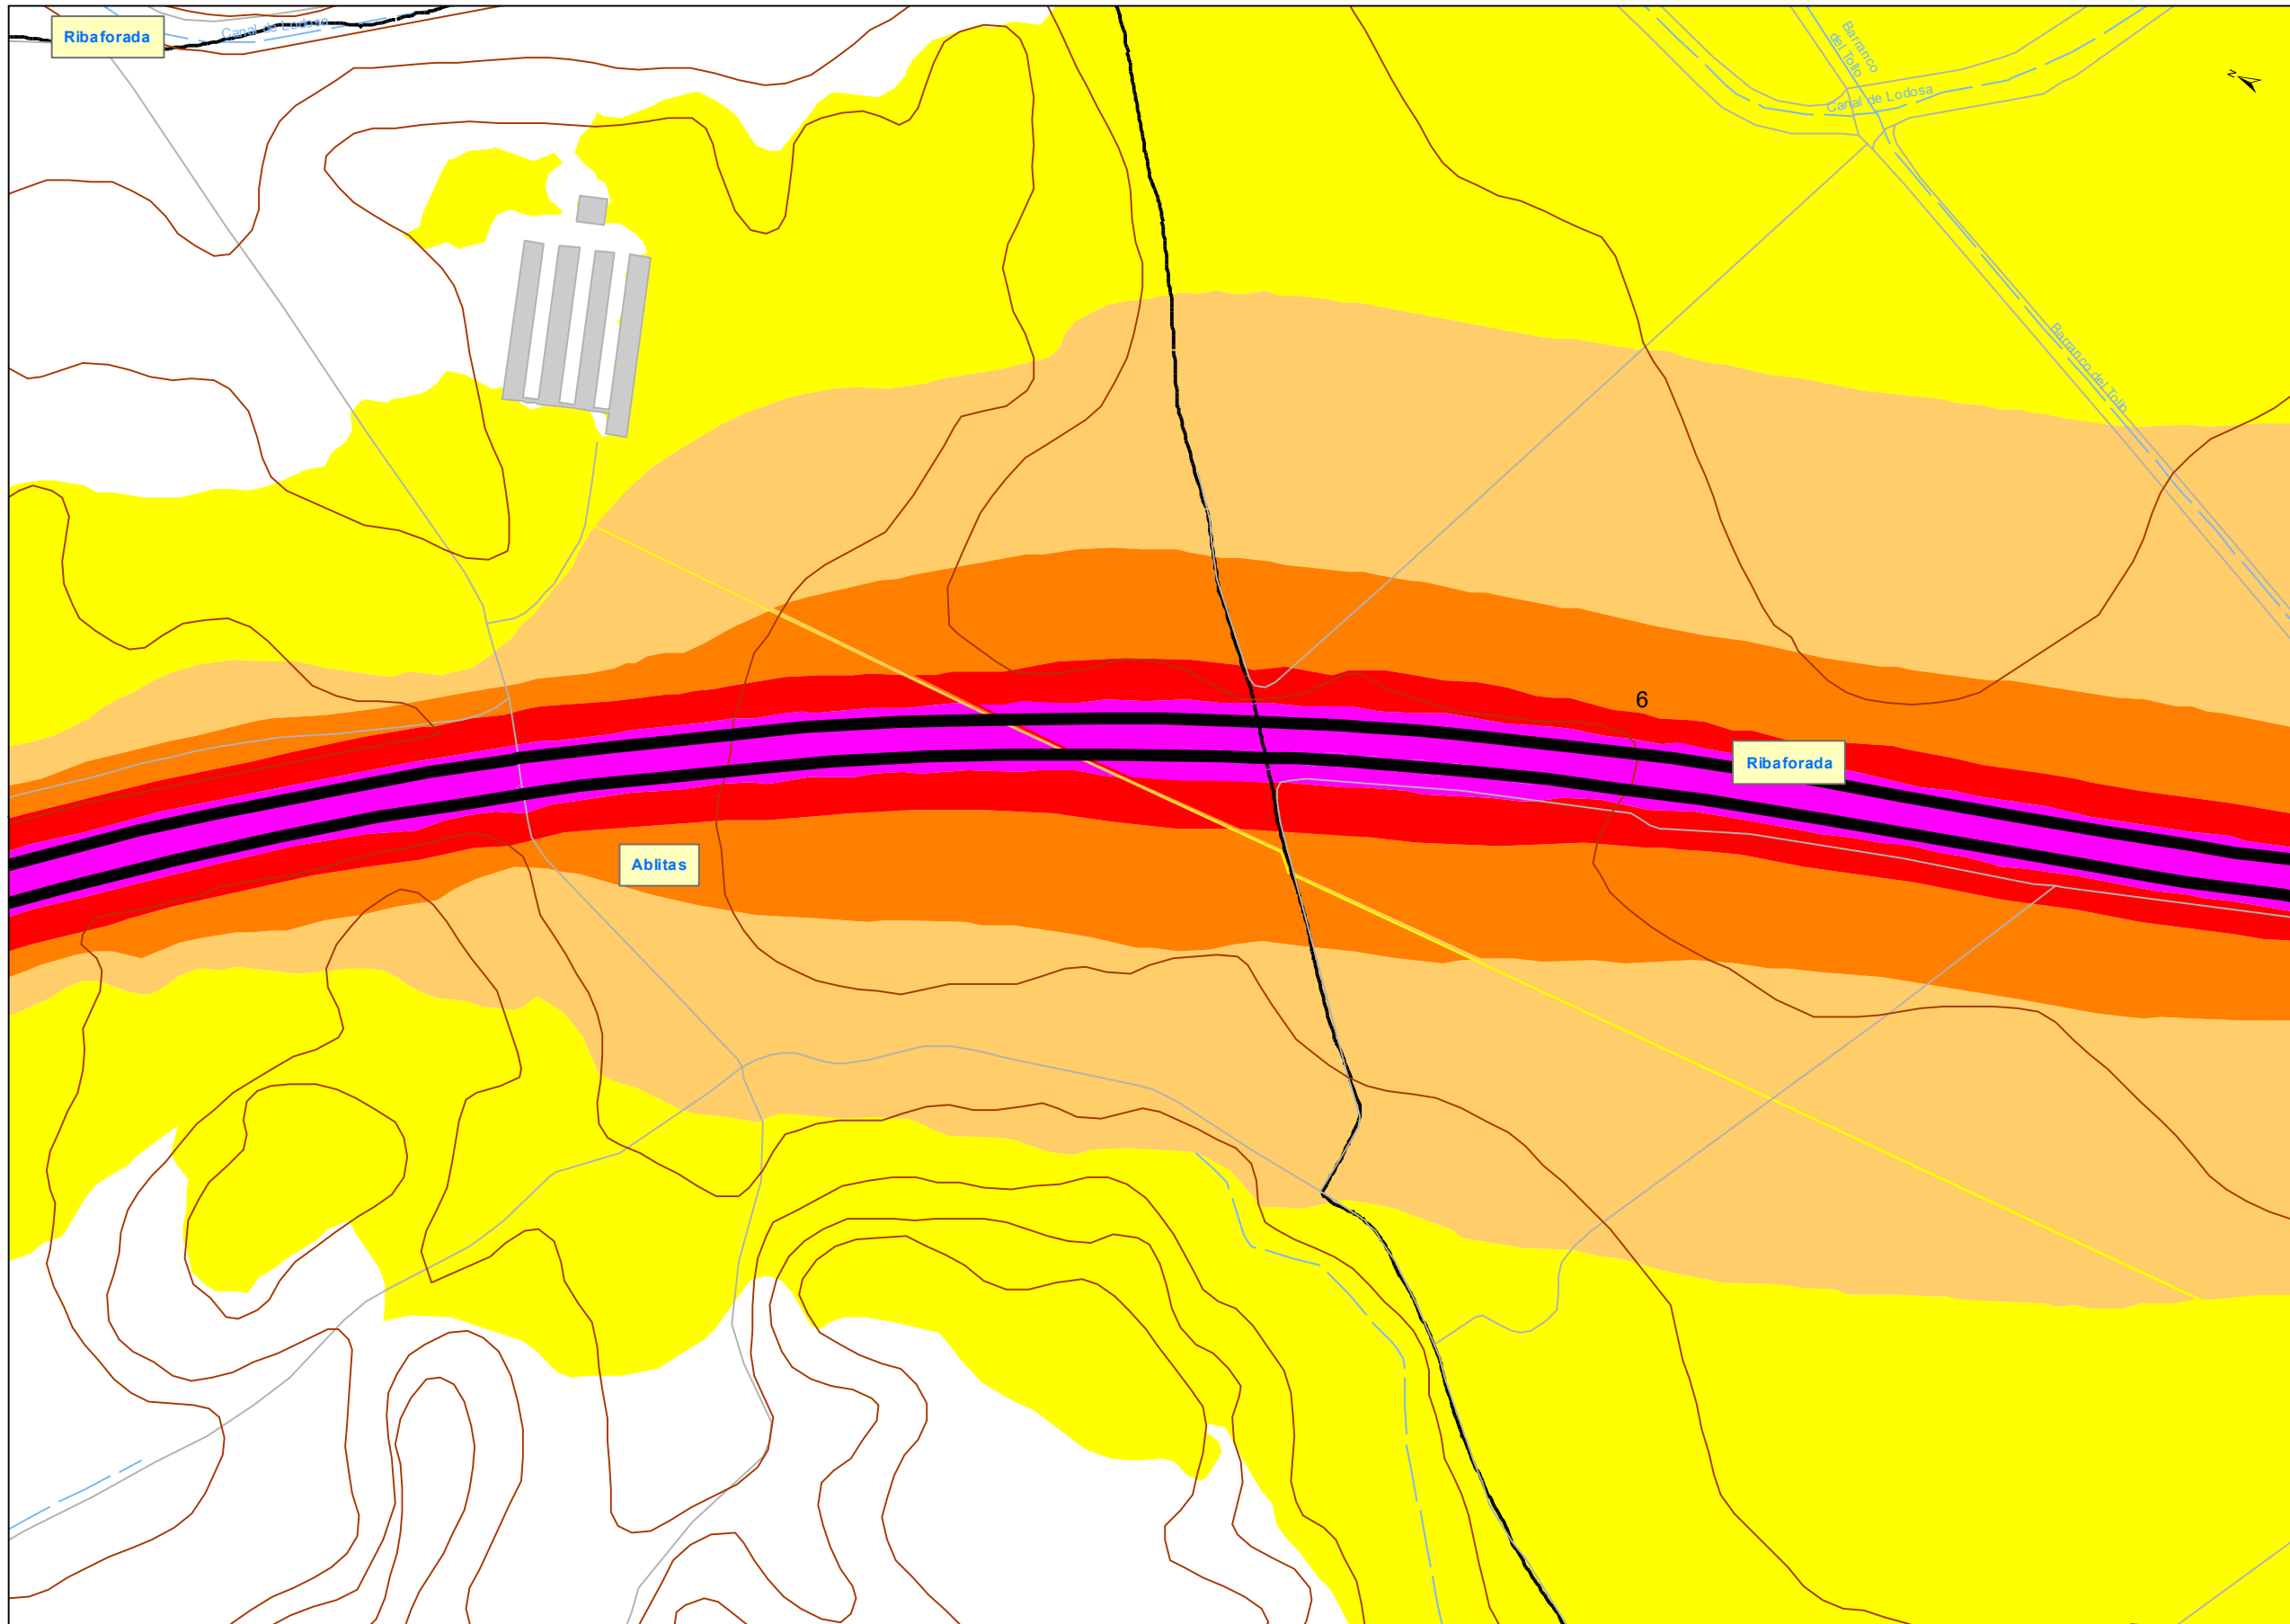 Canal de Lodosa
Ribaforada
Barranco
del Tollo
N
Canal de Lodosa
Barranco del Tollo
6
Ribaforada
Ablitas